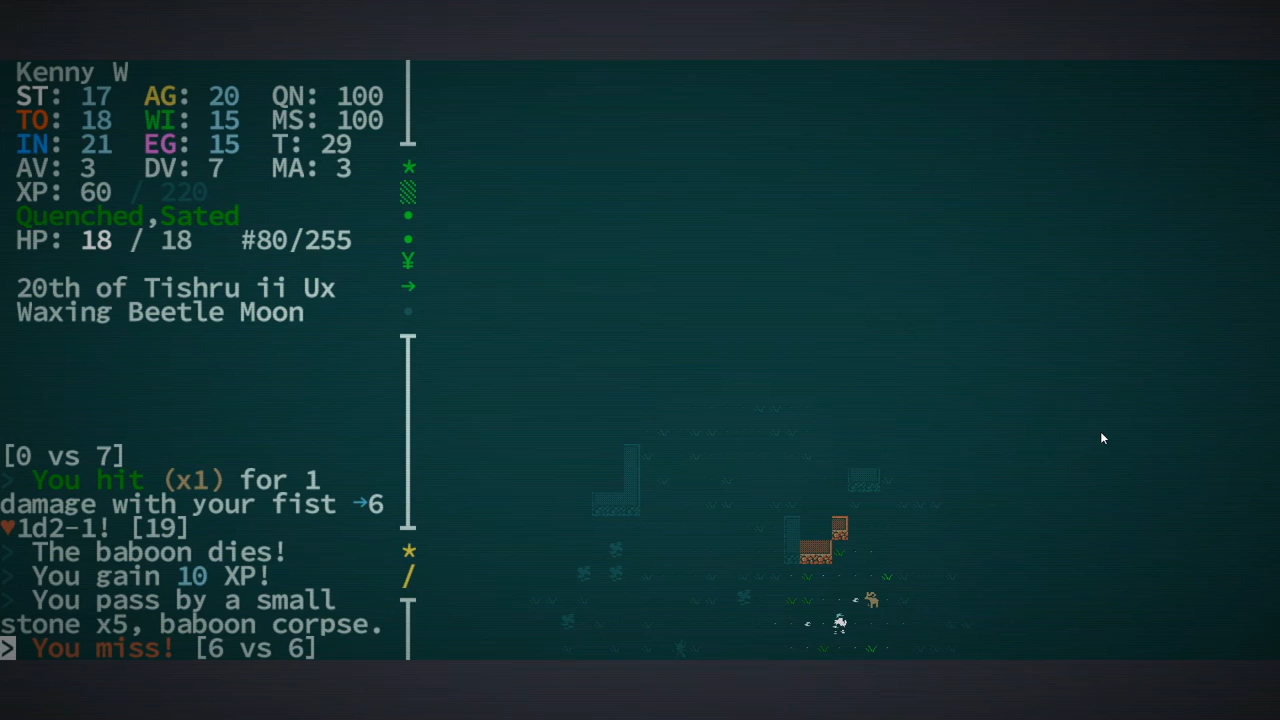 Kenny W
ST: 17 AG: 20 QN: 100
TO: 18 WI: 15 MS: 100
IN: 21 EG: 15 T: 29
AV: 3 DV: 7 MA: 3
XP: 60 / 220
Quenched,Sated
HP: 18 / 18 #80/255
20th of Tishru ii Ux
Waxing Beetle Moon
[0 vs 7]
> You hit (x1) for 1
damage with your fist →6
♥1d2-1! [19]
> The baboon dies!
> You gain 10 XP!
> You pass by a small
stone x5, baboon corpse.
> You miss! [6 vs 6]